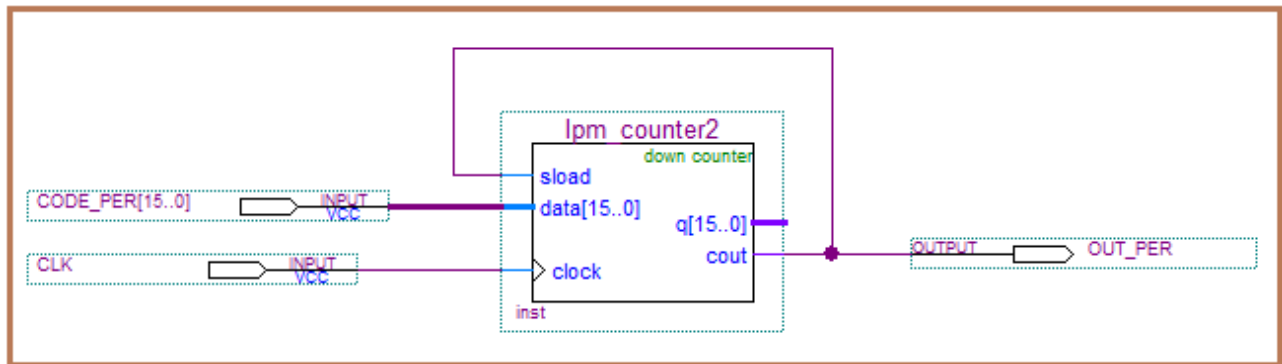 lpm_counter2
down counter
sload
CODE_PER[15..0]
INPUT
VCC
data[15..0]
q[15..0]
cout
OUTPUT
OUT_PER
CLK
INPUT
VCC
clock
inst